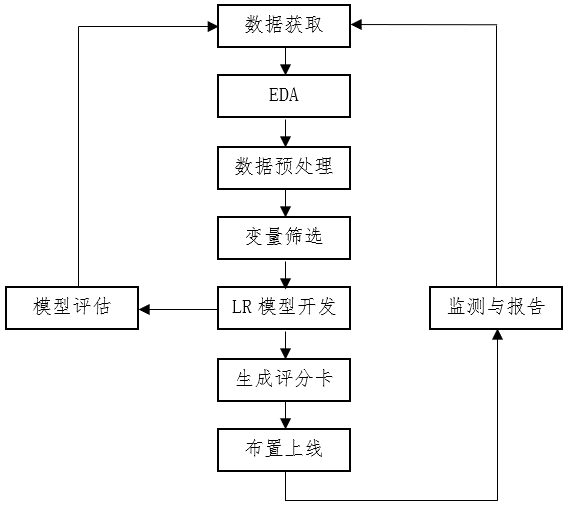 数据获取
EDA
数据预处理
变量筛选
模型评估
LR 模型开发
监测与报告
生成评分卡
布置上线